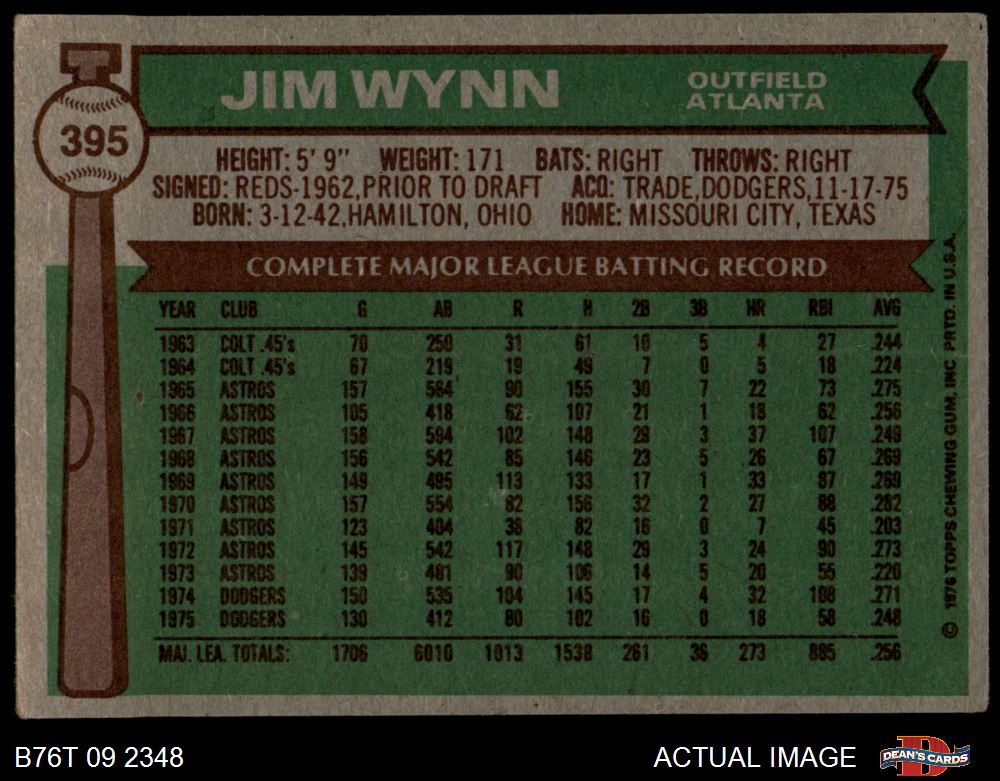 395
JIM WYNN
OUTFIELD
ATLANTA
HEIGHT: 5' 9" WEIGHT: 171 BATS: RIGHT THROWS: RIGHT
SIGNED: REDS-1962,PRIOR TO DRAFT ACQ: TRADE,DODGERS,11-17-75
BORN: 3-12-42,HAMILTON, OHIO HOME: MISSOURI CITY, TEXAS
COMPLETE MAJOR LEAGUE BATTING RECORD
YEAR CLUB G AB R H 2B 3B HR RBI AVG
1963 COLT .45's 70 250 31 61 10 5 4 27 .244
1964 COLT .45's 67 219 19 49 7 0 5 18 .224
1965 ASTROS 157 564 90 155 30 7 22 73 .275
1966 ASTROS 105 418 62 107 21 1 18 62 .256
1967 ASTROS 158 594 102 148 29 3 37 107 .249
1968 ASTROS 156 542 85 146 23 5 26 67 .269
1969 ASTROS 149 495 113 133 17 1 33 87 .269
1970 ASTROS 157 554 82 156 32 2 27 88 .282
1971 ASTROS 123 404 38 82 16 0 7 45 .203
1972 ASTROS 145 542 117 148 29 3 24 90 .273
1973 ASTROS 139 481 90 106 14 5 20 55 .220
1974 DODGERS 150 535 104 145 17 4 32 108 .271
1975 DODGERS 130 412 80 102 16 0 18 58 .248
MAJ. LEA. TOTALS: 1706 6010 1013 1538 261 36 273 885 .256
© 1976 TOPPS CHEWING GUM, INC PRTD. IN U.S.A.
B76T 09 2348
ACTUAL IMAGE
DEAN'S CARDS